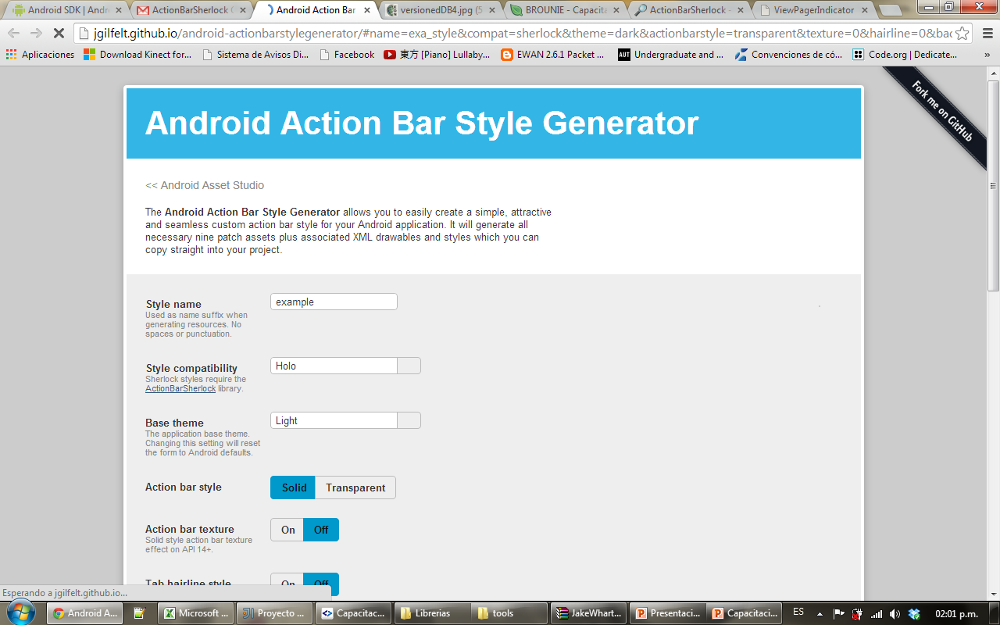 Android SDK | Andr
ActionBarSherlock
Android Action Bar
versionedDB4.jpg (5
BROUNIE - Capacita
ActionBarSherlock -
ViewPagerIndicator
jgilfelt.github.io/android-actionbarstylegenerator/#name=exa_style&compat=sherlock&theme=dark&actionbarstyle=transparent&texture=0&hairline=0&bac
Aplicaciones
Download Kinect for...
Sistema de Avisos Di...
Facebook
東方 [Piano] Lullaby...
EWAN 2.6.1 Packet ...
AUT Undergraduate and ...
Convenciones de có...
Code.org | Dedicate...
»
Fork me on GitHub
Android Action Bar Style Generator
<< Android Asset Studio
The Android Action Bar Style Generator allows you to easily create a simple, attractive
and seamless custom action bar style for your Android application. It will generate all
necessary nine patch assets plus associated XML drawables and styles which you can
copy straight into your project.
Style name
example
Used as name suffix when
generating resources. No
spaces or punctuation.
Style compatibility
Holo
Sherlock styles require the
ActionBarSherlock library.
Base theme
Light
The application base theme.
Changing this setting will reset
the form to Android defaults.
Action bar style
Solid
Transparent
Action bar texture
On
Off
Solid style action bar texture
effect on API 14+.
Tab hairline style
On
Off
Esperando a jgilfelt.github.io...
Android A...
Microsoft ...
Proyecto ...
Capacitac...
Librerias
tools
JakeWhart...
Presentaci...
Capacitaci...
ES
02:01 p.m.